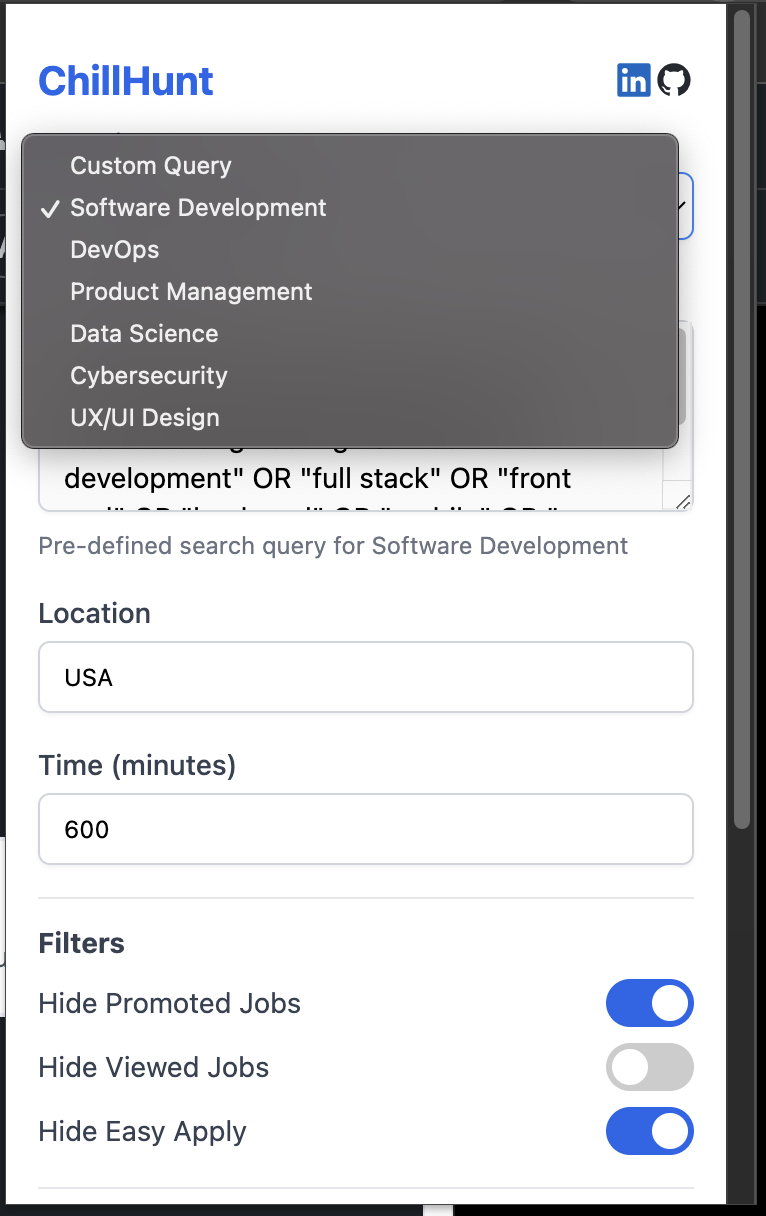 ChillHunt
in
Custom Query
✓ Software Development
DevOps
Product Management
Data Science
Cybersecurity
UX/UI Design
development" OR "full stack" OR "front
Pre-defined search query for Software Development
Location
USA
Time (minutes)
600
Filters
Hide Promoted Jobs
Hide Viewed Jobs
Hide Easy Apply